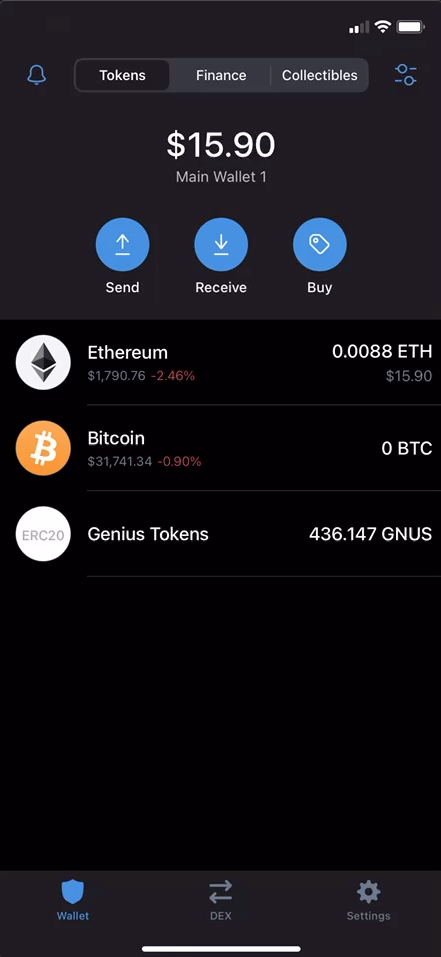 Tokens Finance Collectibles
$15.90
Main Wallet 1
Send Receive Buy
Ethereum 0.0088 ETH
$1,790.76 -2.46% $15.90
Bitcoin 0 BTC
$31,741.34 -0.90%
ERC20 Genius Tokens 436.147 GNUS
Wallet DEX Settings